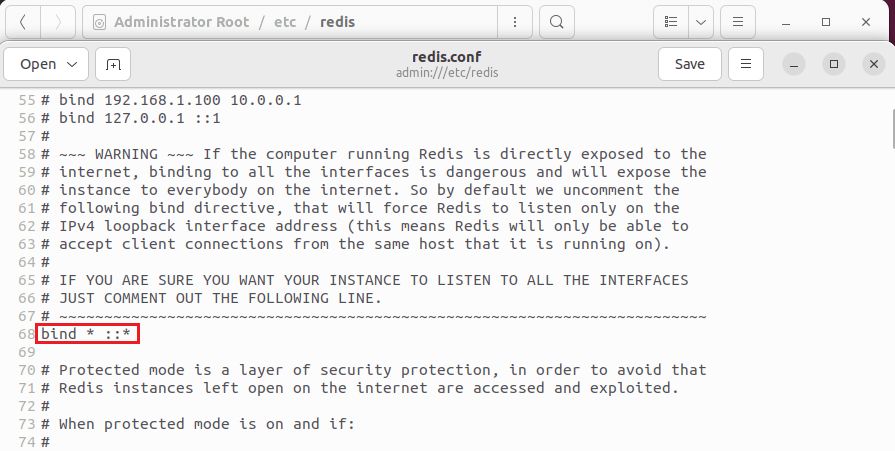 Administrator Root / etc / redis
Open
redis.conf
admin:///etc/redis
Save
55 # bind 192.168.1.100 10.0.0.1
56 # bind 127.0.0.1 ::1
57 #
58 # ~~~ WARNING ~~~ If the computer running Redis is directly exposed to the
59 # internet, binding to all the interfaces is dangerous and will expose the
60 # instance to everybody on the internet. So by default we uncomment the
61 # following bind directive, that will force Redis to listen only on the
62 # IPv4 loopback interface address (this means Redis will only be able to
63 # accept client connections from the same host that it is running on).
64 #
65 # IF YOU ARE SURE YOU WANT YOUR INSTANCE TO LISTEN TO ALL THE INTERFACES
66 # JUST COMMENT OUT THE FOLLOWING LINE.
67 # ~~~~~~~~~~~~~~~~~~~~~~~~~~~~~~~~~~~~~~~~~~~~~~~~~~~~~~~~~~~~~~~~~~~~~~~~
68 bind * ::*
69
70 # Protected mode is a layer of security protection, in order to avoid that
71 # Redis instances left open on the internet are accessed and exploited.
72 #
73 # When protected mode is on and if:
74 #